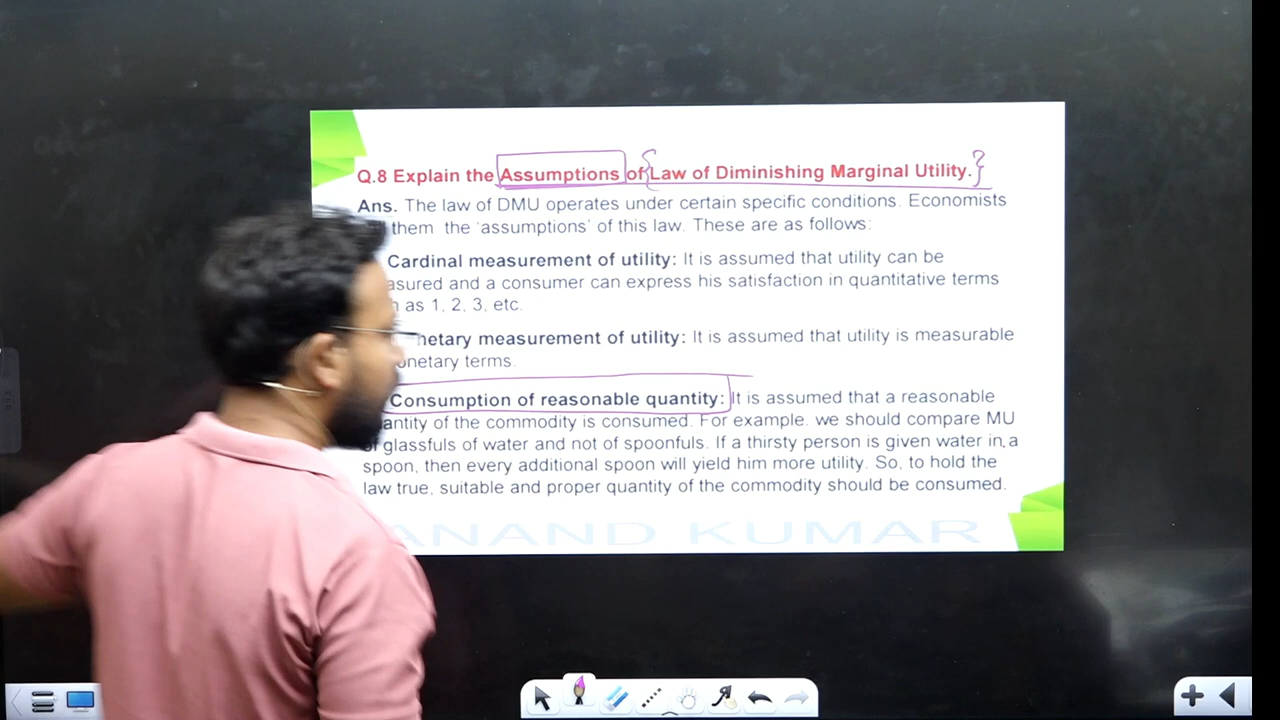 Q.8 Explain the Assumptions of {Law of Diminishing Marginal Utility.}
Ans. The law of DMU operates under certain specific conditions. Economists
them the 'assumptions' of this law. These are as follows:
Cardinal measurement of utility: It is assumed that utility can be
asured and a consumer can express his satisfaction in quantitative terms
as 1, 2, 3, etc.
netary measurement of utility: It is assumed that utility is measurable
onetary terms.
Consumption of reasonable quantity: It is assumed that a reasonable
antity of the commodity is consumed. For example. we should compare MU
of glassfuls of water and not of spoonfuls. If a thirsty person is given water in a
spoon, then every additional spoon will yield him more utility. So, to hold the
law true, suitable and proper quantity of the commodity should be consumed.
ANAND KUMAR